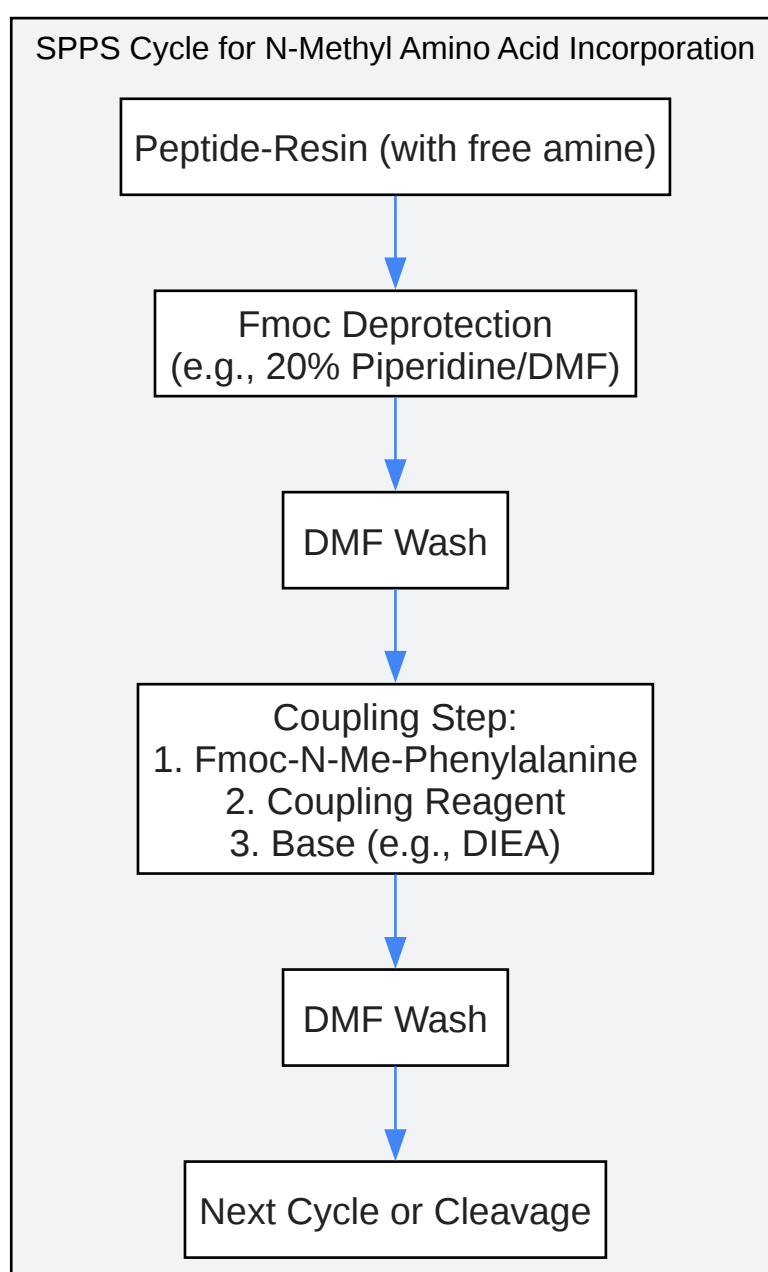 SPPS Cycle for N-Methyl Amino Acid Incorporation
Peptide-Resin (with free amine)
Fmoc Deprotection
(e.g., 20% Piperidine/DMF)
DMF Wash
Coupling Step:
1. Fmoc-N-Me-Phenylalanine
2. Coupling Reagent
3. Base (e.g., DIEA)
DMF Wash
Next Cycle or Cleavage